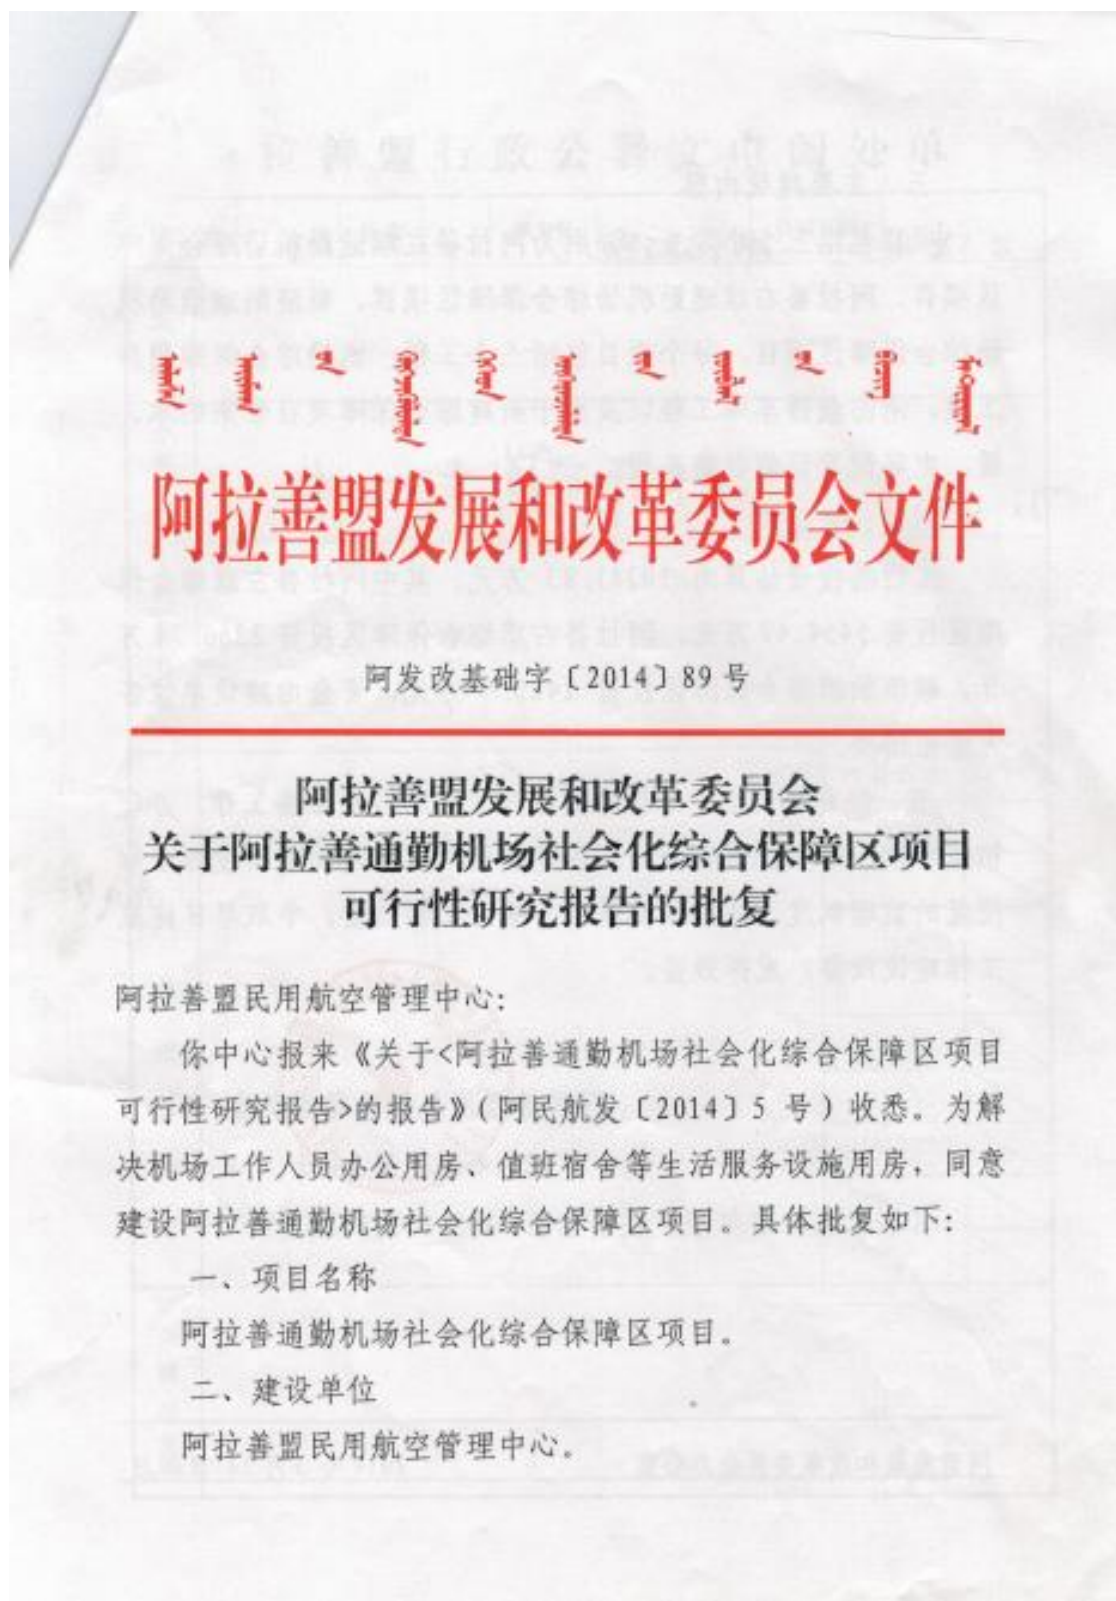 阿拉善盟发展和改革委员会文件
阿发改基础字〔2014〕89号
阿拉善盟发展和改革委员会
关于阿拉善通勤机场社会化综合保障区项目
可行性研究报告的批复
阿拉善盟民用航空管理中心：
你中心报来《关于<阿拉善通勤机场社会化综合保障区项目
可行性研究报告>的报告》（阿民航发〔2014〕5 号）收悉。为解
决机场工作人员办公用房、值班宿舍等生活服务设施用房，同意
建设阿拉善通勤机场社会化综合保障区项目。具体批复如下：
一、项目名称
阿拉善通勤机场社会化综合保障区项目。
二、建设单位
阿拉善盟民用航空管理中心。